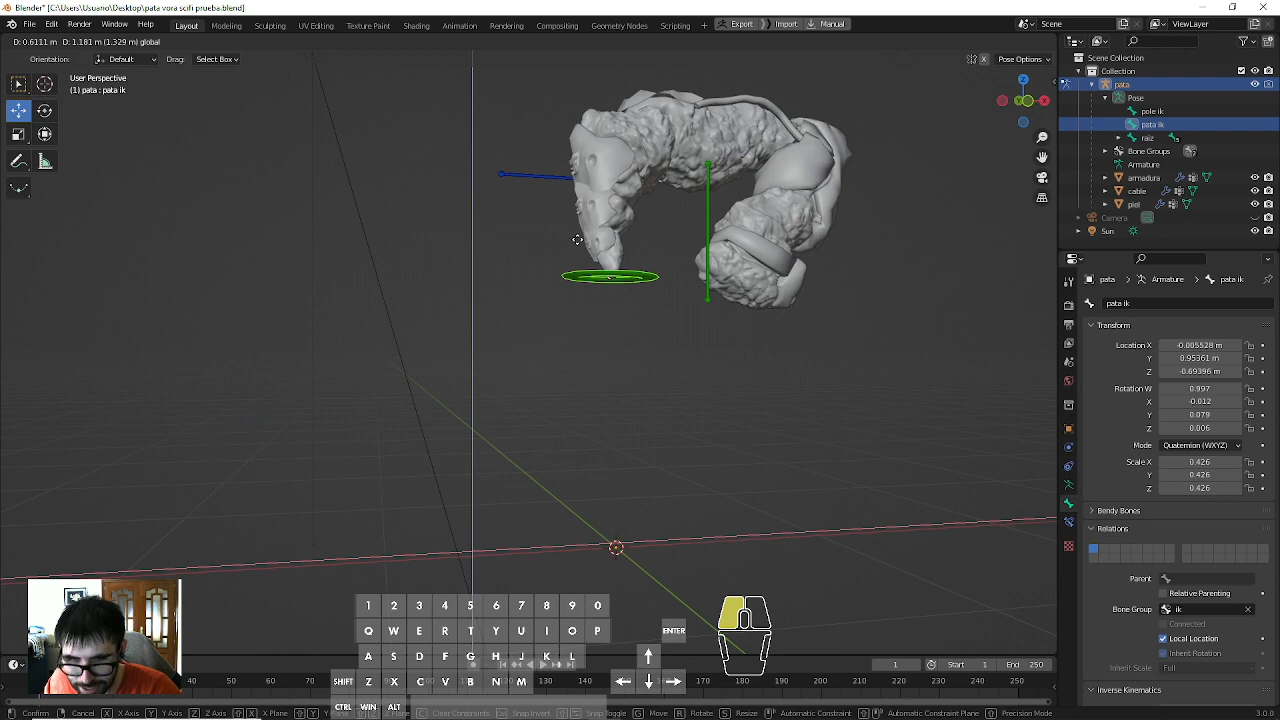 Blender* [C:\Users\Usuario\Desktop\pata vora scifi prueba.blend]
File Edit Render Window Help Layout Modeling Sculpting UV Editing Texture Paint Shading Animation Rendering Compositing Geometry Nodes Scripting + Export Import Manual Scene ViewLayer
D: 0.6111 m D: 1.181 m (1.329 m) global
Orientation: Default Drag: Select Box X Pose Options
User Perspective
(1) pata : pata ik
Z
Y
X
Scene Collection
Collection
pata
Pose
pole ik
pata ik
raiz
Bone Groups
Armature
armadura
cable
piel
Camera
Sun
pata Armature pata ik
pata ik
Transform
Location X -0.005528 m
Y 0.95361 m
Z -0.69396 m
Rotation W 0.997
X -0.012
Y 0.079
Z 0.006
Mode Quaternion (WXYZ)
Scale X 0.426
Y 0.426
Z 0.426
Bendy Bones
Relations
Parent
Relative Parenting
Bone Group ik
Connected
Local Location
Inherit Rotation
Inherit Scale Full
Inverse Kinematics
1 2 3 4 5 6 7 8 9 0
Q W E R T Y U I O P ENTER
A S D F G H J K L
SHIFT Z X C V B N M
CTRL WIN ALT
1 Start 1 End 250
120 130 140 150 160 170 180 190 200 210 220 230 240 250
Confirm Cancel X X Axis Y Y Axis Z Z Axis X X Plane Y Y Plane Z Z Plane C Clear Constraints Snap Invert Snap Toggle G Move R Rotate S Resize Automatic Constraint Automatic Constraint Plane Precision Mode 3.0.0